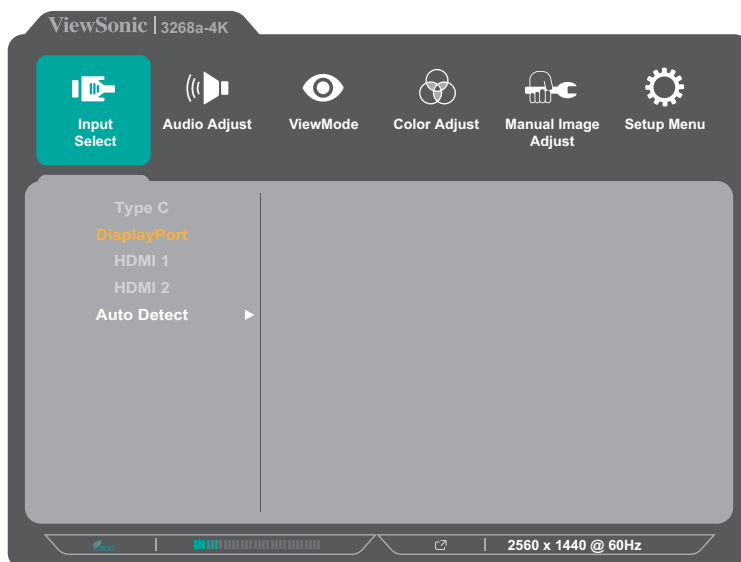 ViewSonic | 3268a-4K
Input Select
Audio Adjust
ViewMode
Color Adjust
Manual Image Adjust
Setup Menu
Type C
DisplayPort
HDMI 1
HDMI 2
Auto Detect
eco
2560 x 1440 @ 60Hz